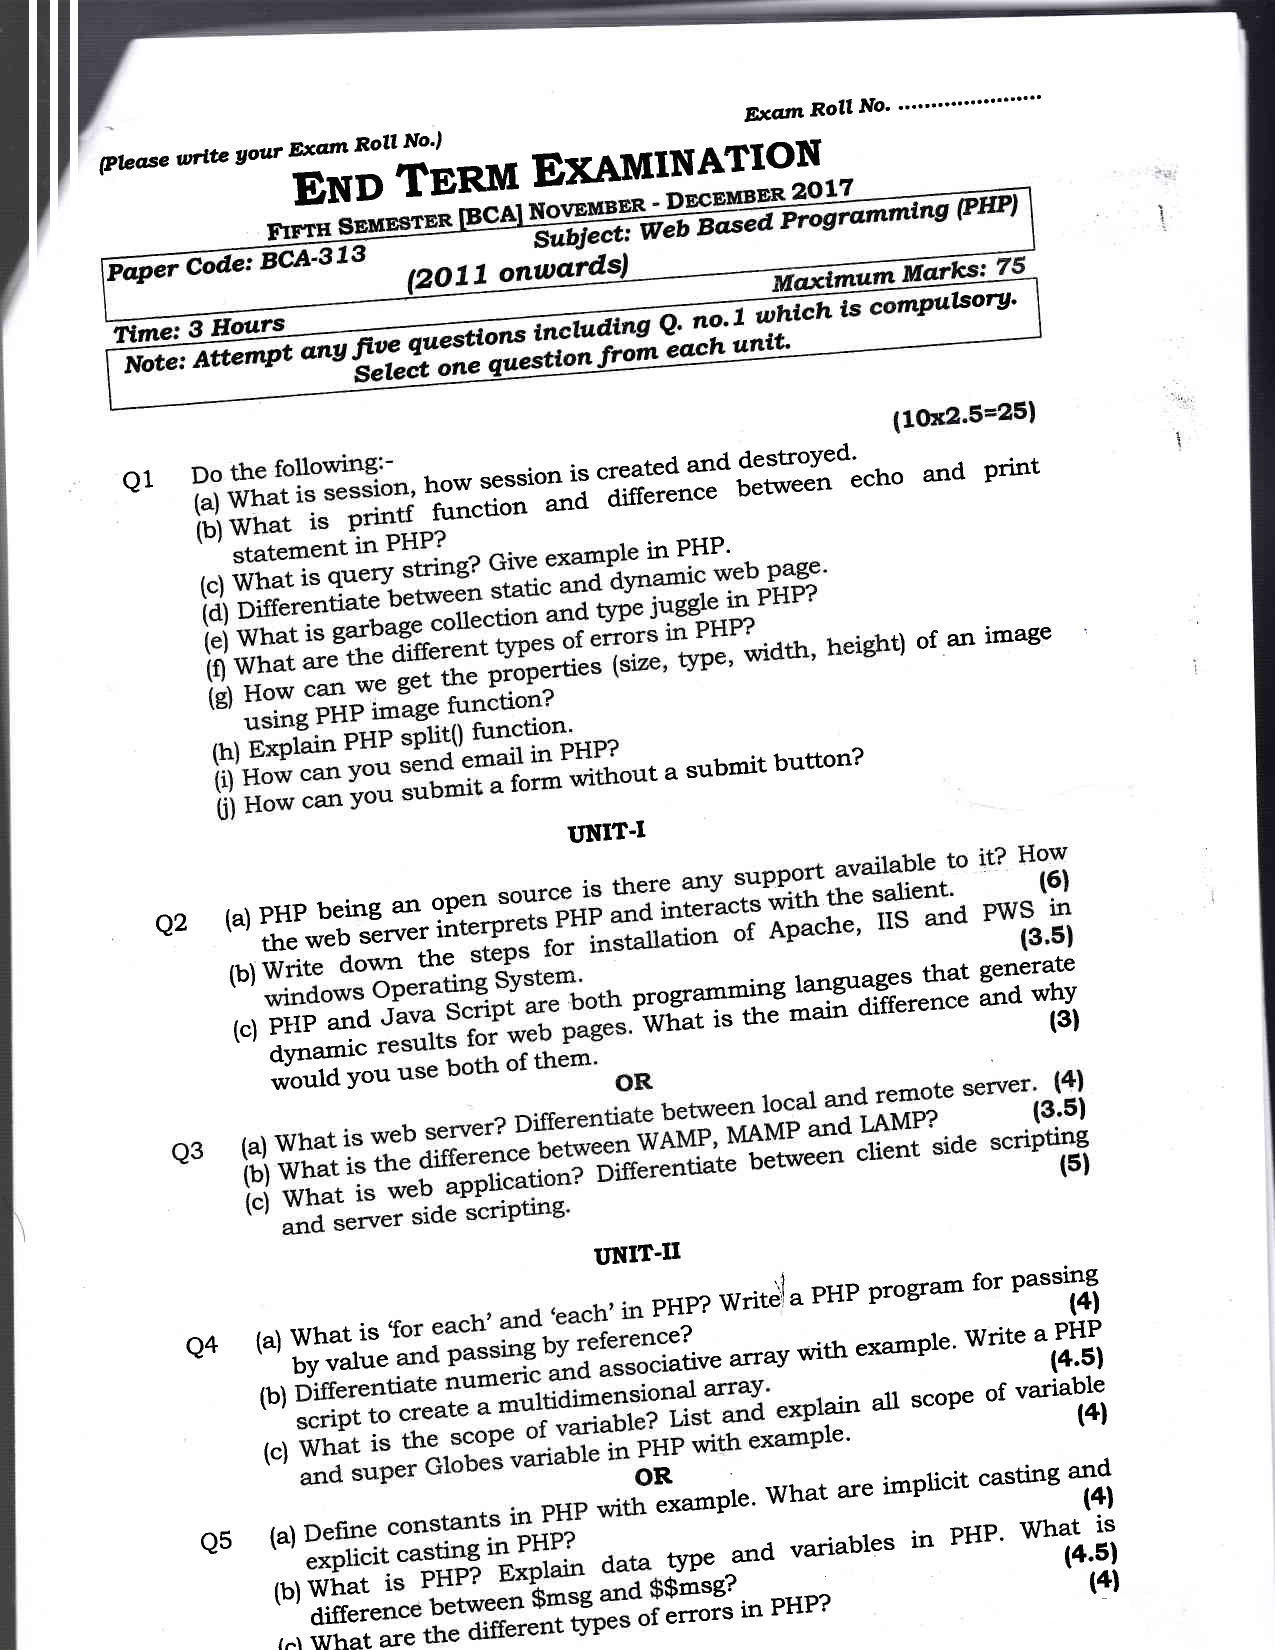 Exam Roll No. ......................
(Please write your Exam Roll No.)
END TERM EXAMINATION
FIFTH SEMESTER [BCA] NOVEMBER - DECEMBER 2017
Paper Code: BCA-313 Subject: Web Based Programming (PHP)
(2011 onwards)
Time: 3 Hours Maximum Marks: 75
Note: Attempt any five questions including Q. no.1 which is compulsory.
Select one question from each unit.
(10x2.5=25)
Q1 Do the following:-
(a) What is session, how session is created and destroyed.
(b) What is printf function and difference between echo and print
statement in PHP?
(c) What is query string? Give example in PHP.
(d) Differentiate between static and dynamic web page.
(e) What is garbage collection and type juggle in PHP?
(f) What are the different types of errors in PHP?
(g) How can we get the properties (size, type, width, height) of an image
using PHP image function?
(h) Explain PHP split() function.
(i) How can you send email in PHP?
(j) How can you submit a form without a submit button?
UNIT-I
Q2 (a) PHP being an open source is there any support available to it? How
the web server interprets PHP and interacts with the salient. (6)
(b) Write down the steps for installation of Apache, IIS and PWS in
windows Operating System. (3.5)
(c) PHP and Java Script are both programming languages that generate
dynamic results for web pages. What is the main difference and why
would you use both of them. (3)
OR
Q3 (a) What is web server? Differentiate between local and remote server. (4)
(b) What is the difference between WAMP, MAMP and LAMP? (3.5)
(c) What is web application? Differentiate between client side scripting
and server side scripting. (5)
UNIT-II
Q4 (a) What is 'for each' and 'each' in PHP? Write a PHP program for passing
by value and passing by reference? (4)
(b) Differentiate numeric and associative array with example. Write a PHP
script to create a multidimensional array. (4.5)
(c) What is the scope of variable? List and explain all scope of variable
and super Globes variable in PHP with example. (4)
OR
Q5 (a) Define constants in PHP with example. What are implicit casting and
explicit casting in PHP? (4)
(b) What is PHP? Explain data type and variables in PHP. What is
difference between $msg and $$msg? (4.5)
(c) What are the different types of errors in PHP? (4)